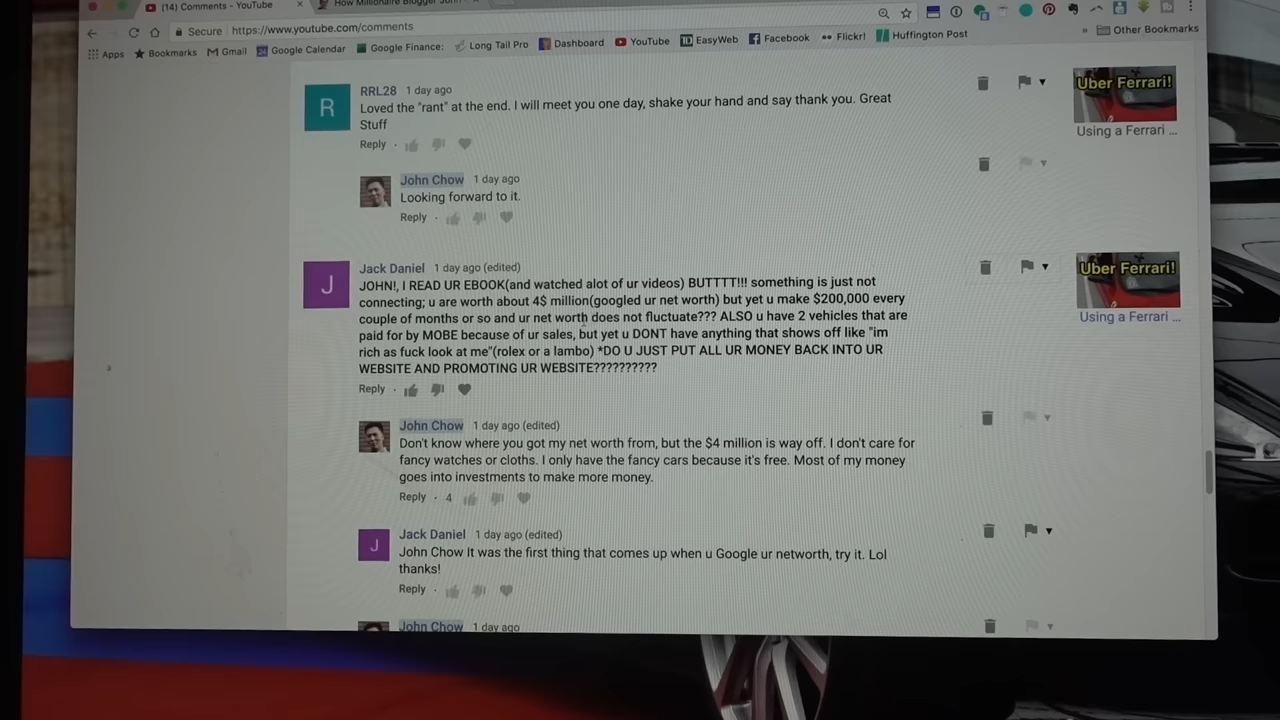 (14) Comments - YouTube
How Millionaire Blogger John
Secure https://www.youtube.com/comments
Apps Bookmarks Gmail Google Calendar Google Finance: Long Tail Pro Dashboard YouTube EasyWeb Facebook Flickr! Huffington Post » Other Bookmarks
R
RRL28 1 day ago
Loved the "rant" at the end. I will meet you one day, shake your hand and say thank you. Great
Stuff
Reply
Uber Ferrari!
Using a Ferrari ...
John Chow 1 day ago
Looking forward to it.
Reply
J
Jack Daniel 1 day ago (edited)
JOHN!, I READ UR EBOOK(and watched alot of ur videos) BUTTTT!!! something is just not
connecting; u are worth about 4$ million(googled ur net worth) but yet u make $200,000 every
couple of months or so and ur net worth does not fluctuate??? ALSO u have 2 vehicles that are
paid for by MOBE because of ur sales, but yet u DONT have anything that shows off like "im
rich as fuck look at me"(rolex or a lambo) *DO U JUST PUT ALL UR MONEY BACK INTO UR
WEBSITE AND PROMOTING UR WEBSITE??????????
Reply
Uber Ferrari!
Using a Ferrari ...
John Chow 1 day ago (edited)
Don't know where you got my net worth from, but the $4 million is way off. I don't care for
fancy watches or cloths. I only have the fancy cars because it's free. Most of my money
goes into investments to make more money.
Reply 4
J
Jack Daniel 1 day ago (edited)
John Chow It was the first thing that comes up when u Google ur networth, try it. Lol
thanks!
Reply
John Chow 1 day ago